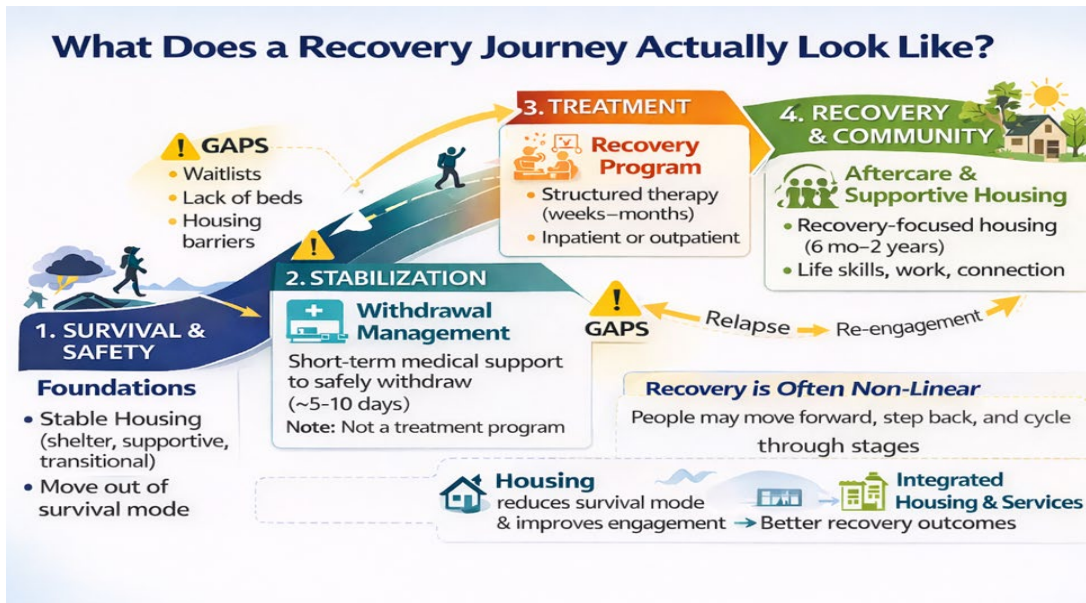 What Does a Recovery Journey Actually Look Like?
GAPS
• Waitlists
• Lack of beds
• Housing
barriers
1. SURVIVAL &
SAFETY
Foundations
• Stable Housing
(shelter, supportive,
transitional)
• Move out of
survival mode
2. STABILIZATION
Withdrawal
Management
Short-term medical support
to safely withdraw
(~5-10 days)
Note: Not a treatment program
3. TREATMENT
Recovery
Program
• Structured therapy
(weeks–months)
• Inpatient or outpatient
4. RECOVERY
& COMMUNITY
Aftercare &
Supportive Housing
• Recovery-focused housing
(6 mo–2 years)
• Life skills, work, connection
GAPS
Relapse → Re-engagement
Recovery is Often Non-Linear
People may move forward, step back, and cycle
through stages
Housing
reduces survival mode
& improves engagement → Better recovery outcomes
Integrated
Housing & Services